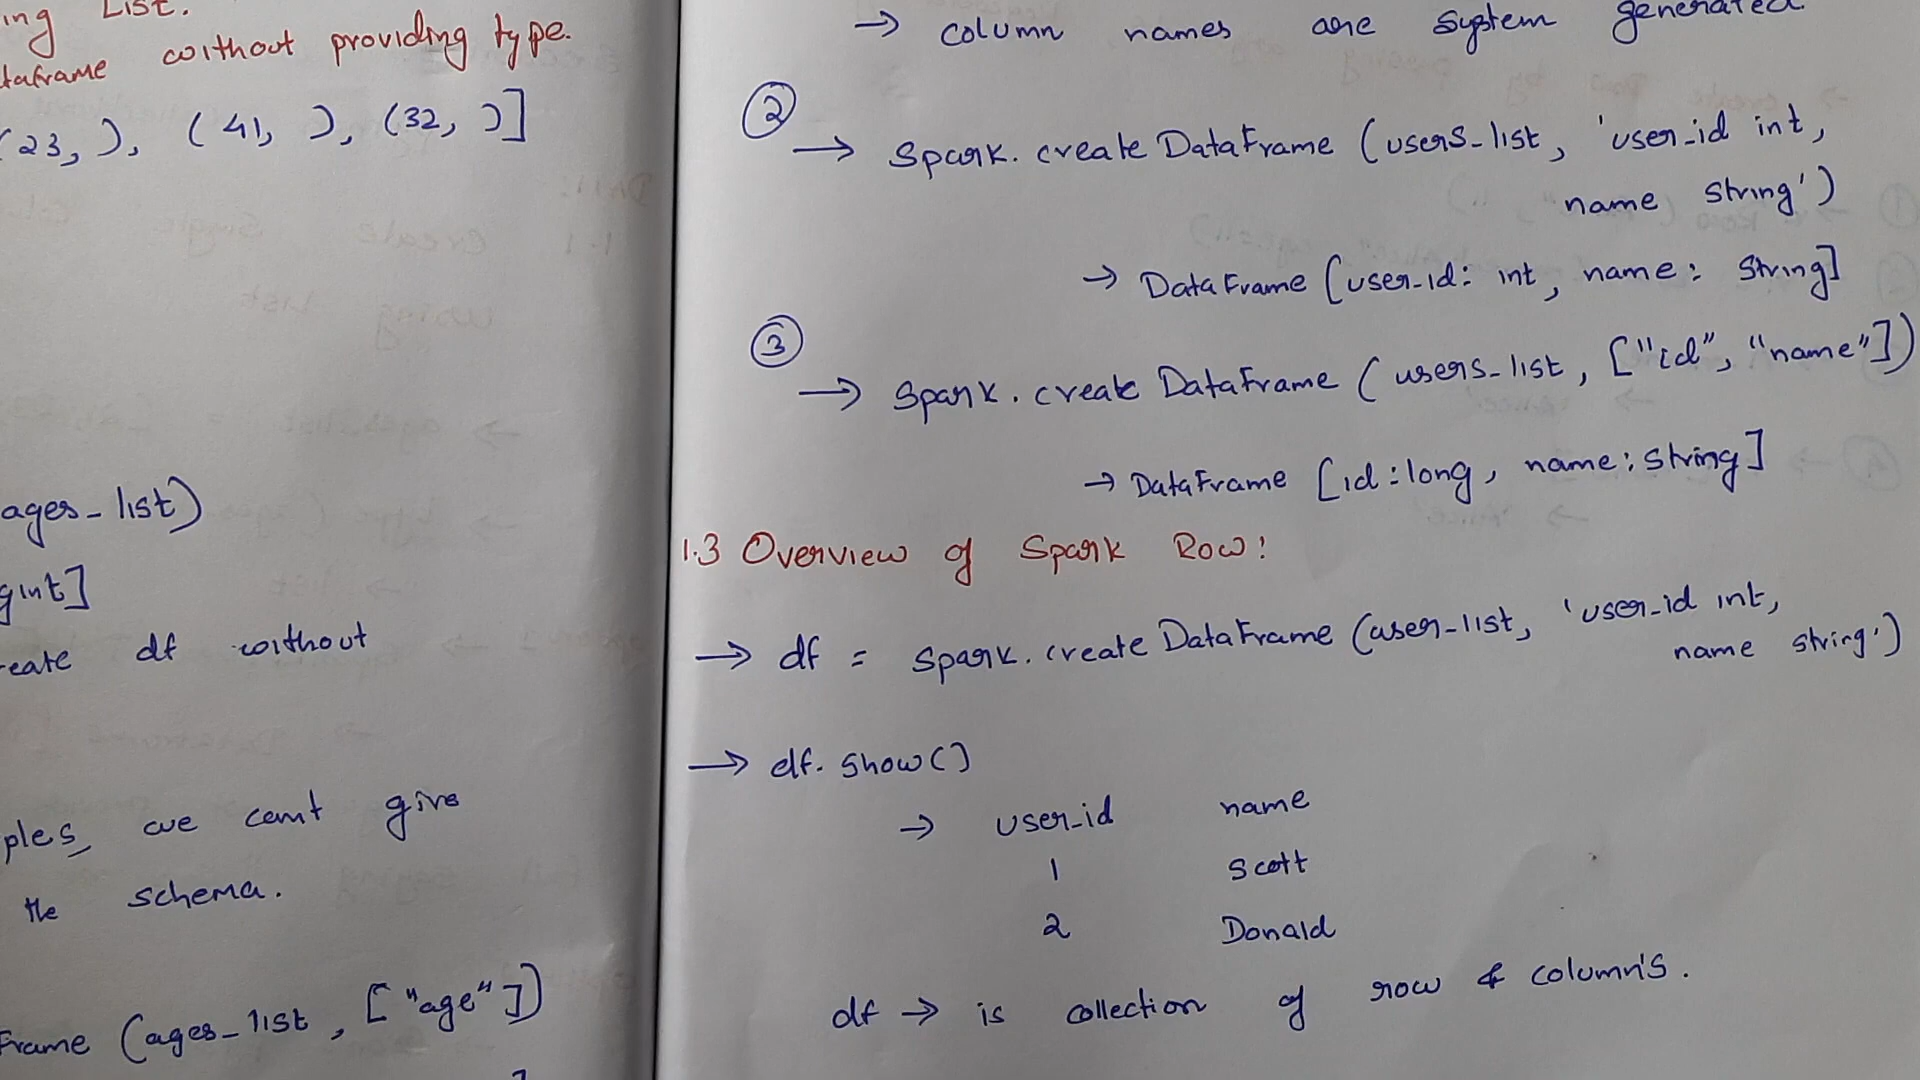 ing List.
taframe without providing type.
(23, ), (41, ), (32, )]
ages_list)
gint]
reate df without
ples, we cant give
the schema.
Frame (ages_list, ["age"])
]
→ column names are system generated.
②
→ Spark.createDataFrame (users_list, 'user_id int,
name string')
→ DataFrame [user_id: int, name: string]
③
→ Spark.createDataFrame (users_list, ["id", "name"])
→ DataFrame [id:long, name:string]
1.3 Overview of Spark Row:
→ df = spark.createDataFrame (user_list, 'user_id int,
name string')
→ df.show()
→ user_id name
1 Scott
2 Donald
df → is collection of row & column's.